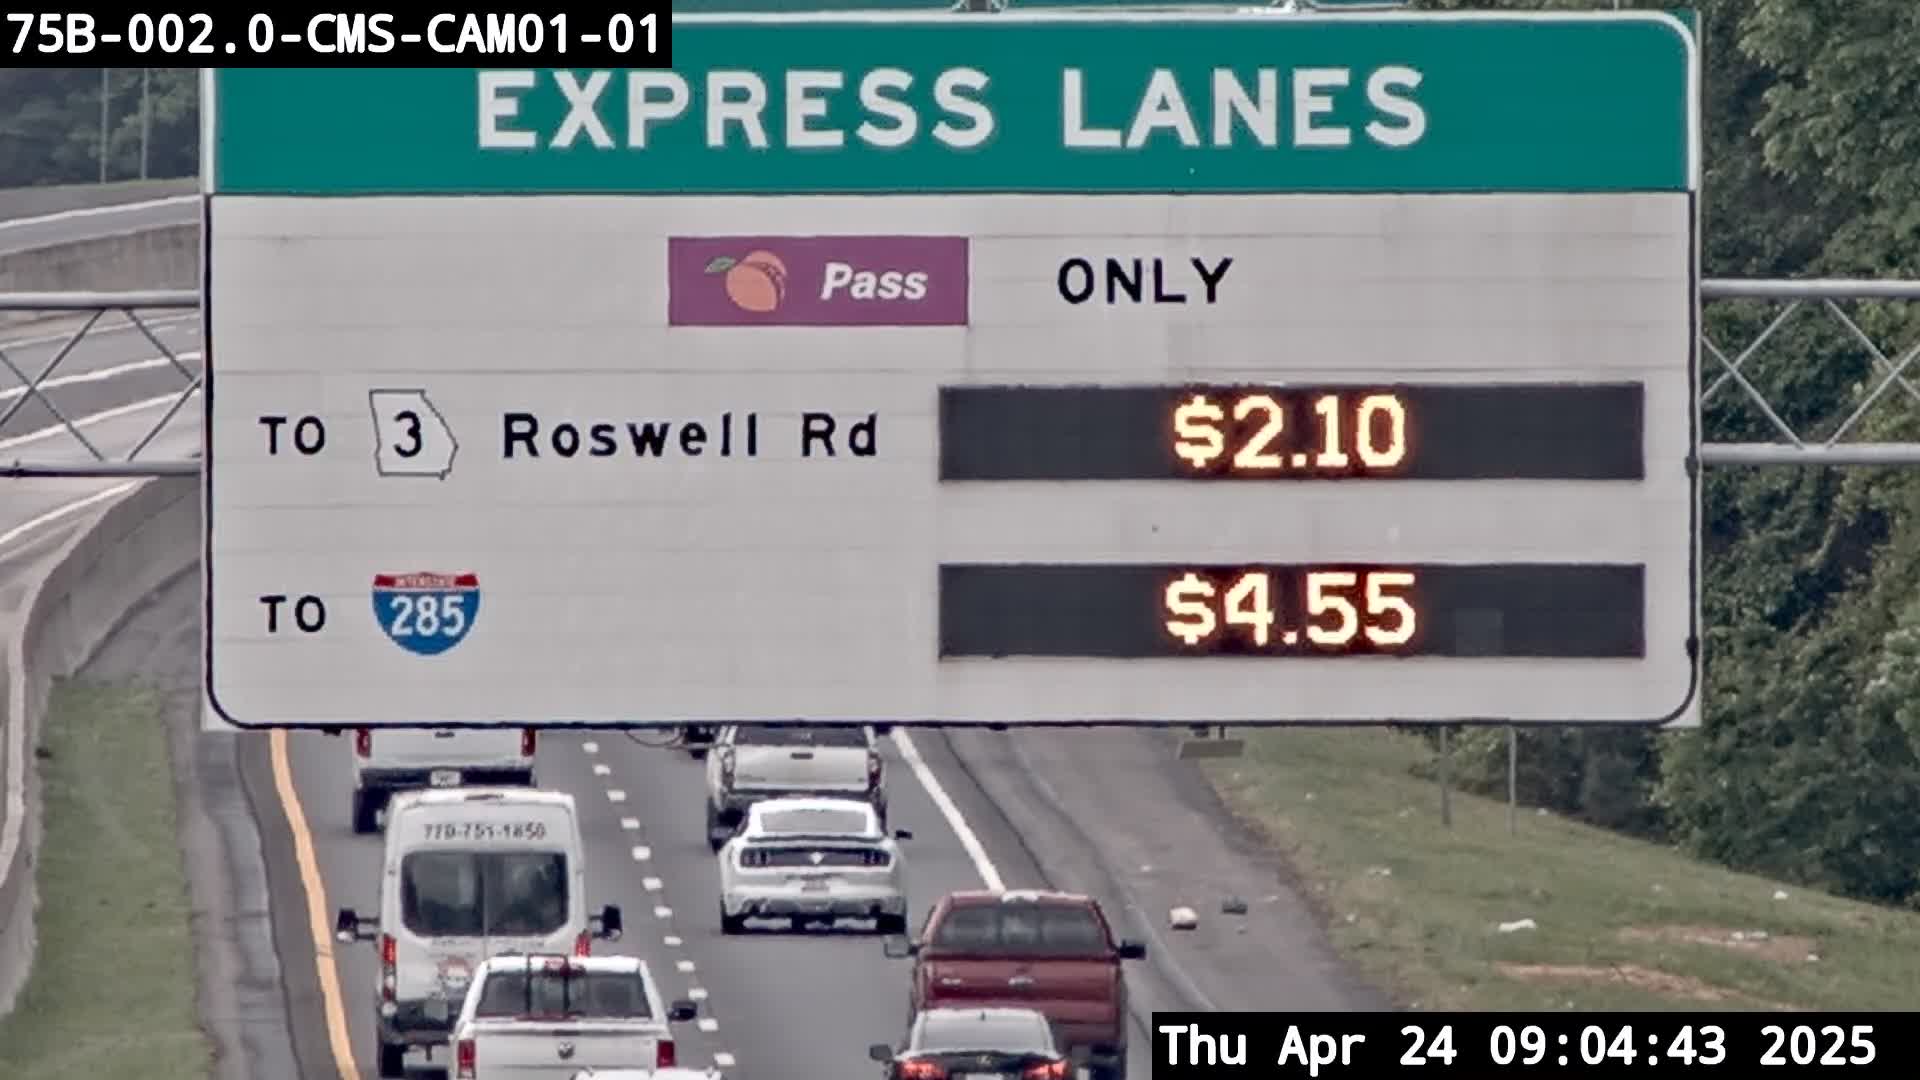 75B-002.0-CMS-CAM01-01
EXPRESS LANES
Pass ONLY
TO 3 Roswell Rd $2.10
TO INTERSTATE 285 $4.55
770-751-1850
Thu Apr 24 09:04:43 2025